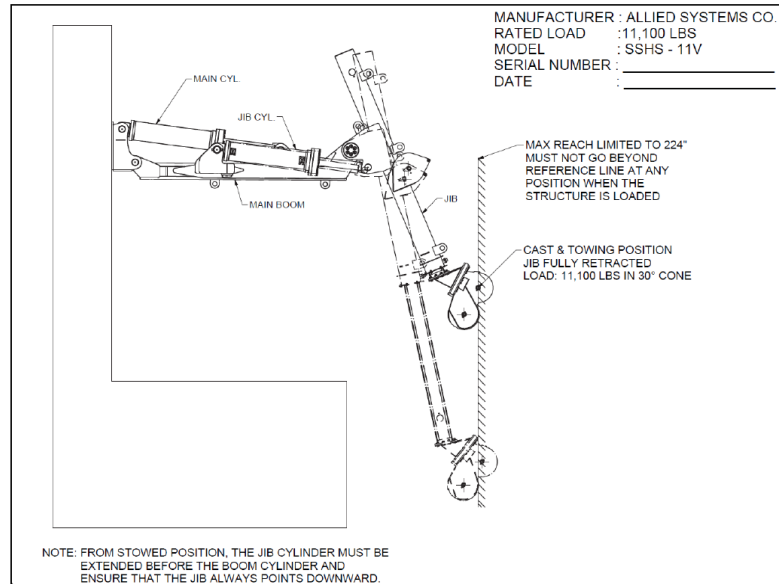 MANUFACTURER : ALLIED SYSTEMS CO.
RATED LOAD :11,100 LBS
MODEL : SSHS - 11V
SERIAL NUMBER :
DATE :
MAIN CYL.
JIB CYL.
MAX REACH LIMITED TO 224"
MUST NOT GO BEYOND
REFERENCE LINE AT ANY
POSITION WHEN THE
STRUCTURE IS LOADED
MAIN BOOM
JIB
CAST & TOWING POSITION
JIB FULLY RETRACTED
LOAD: 11,100 LBS IN 30° CONE
NOTE: FROM STOWED POSITION, THE JIB CYLINDER MUST BE
EXTENDED BEFORE THE BOOM CYLINDER AND
ENSURE THAT THE JIB ALWAYS POINTS DOWNWARD.